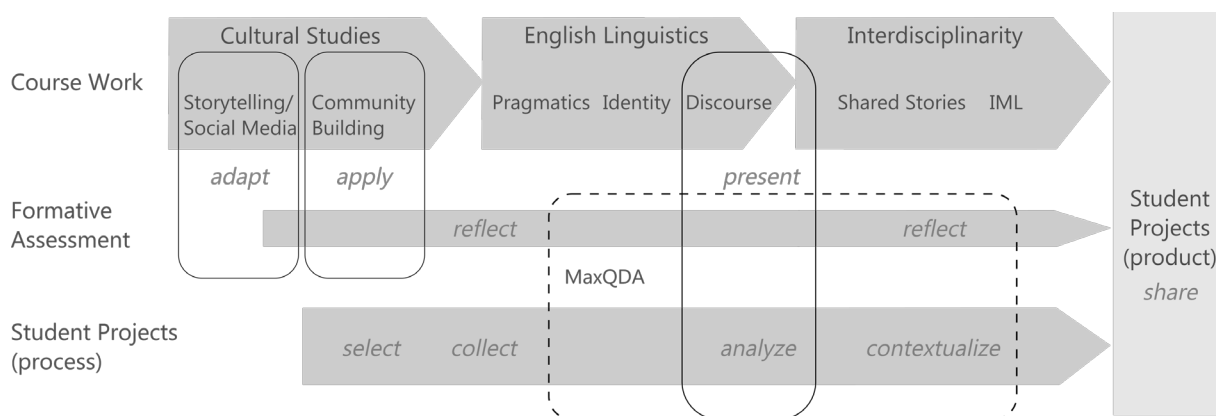 Cultural Studies
English Linguistics
Interdisciplinarity
Course Work
Storytelling/
Social Media
Community
Building
Pragmatics
Identity
Discourse
Shared Stories
IML
adapt
apply
present
Formative
Assessment
reflect
reflect
Student
Projects
(product)
share
MaxQDA
Student Projects
(process)
select
collect
analyze
contextualize